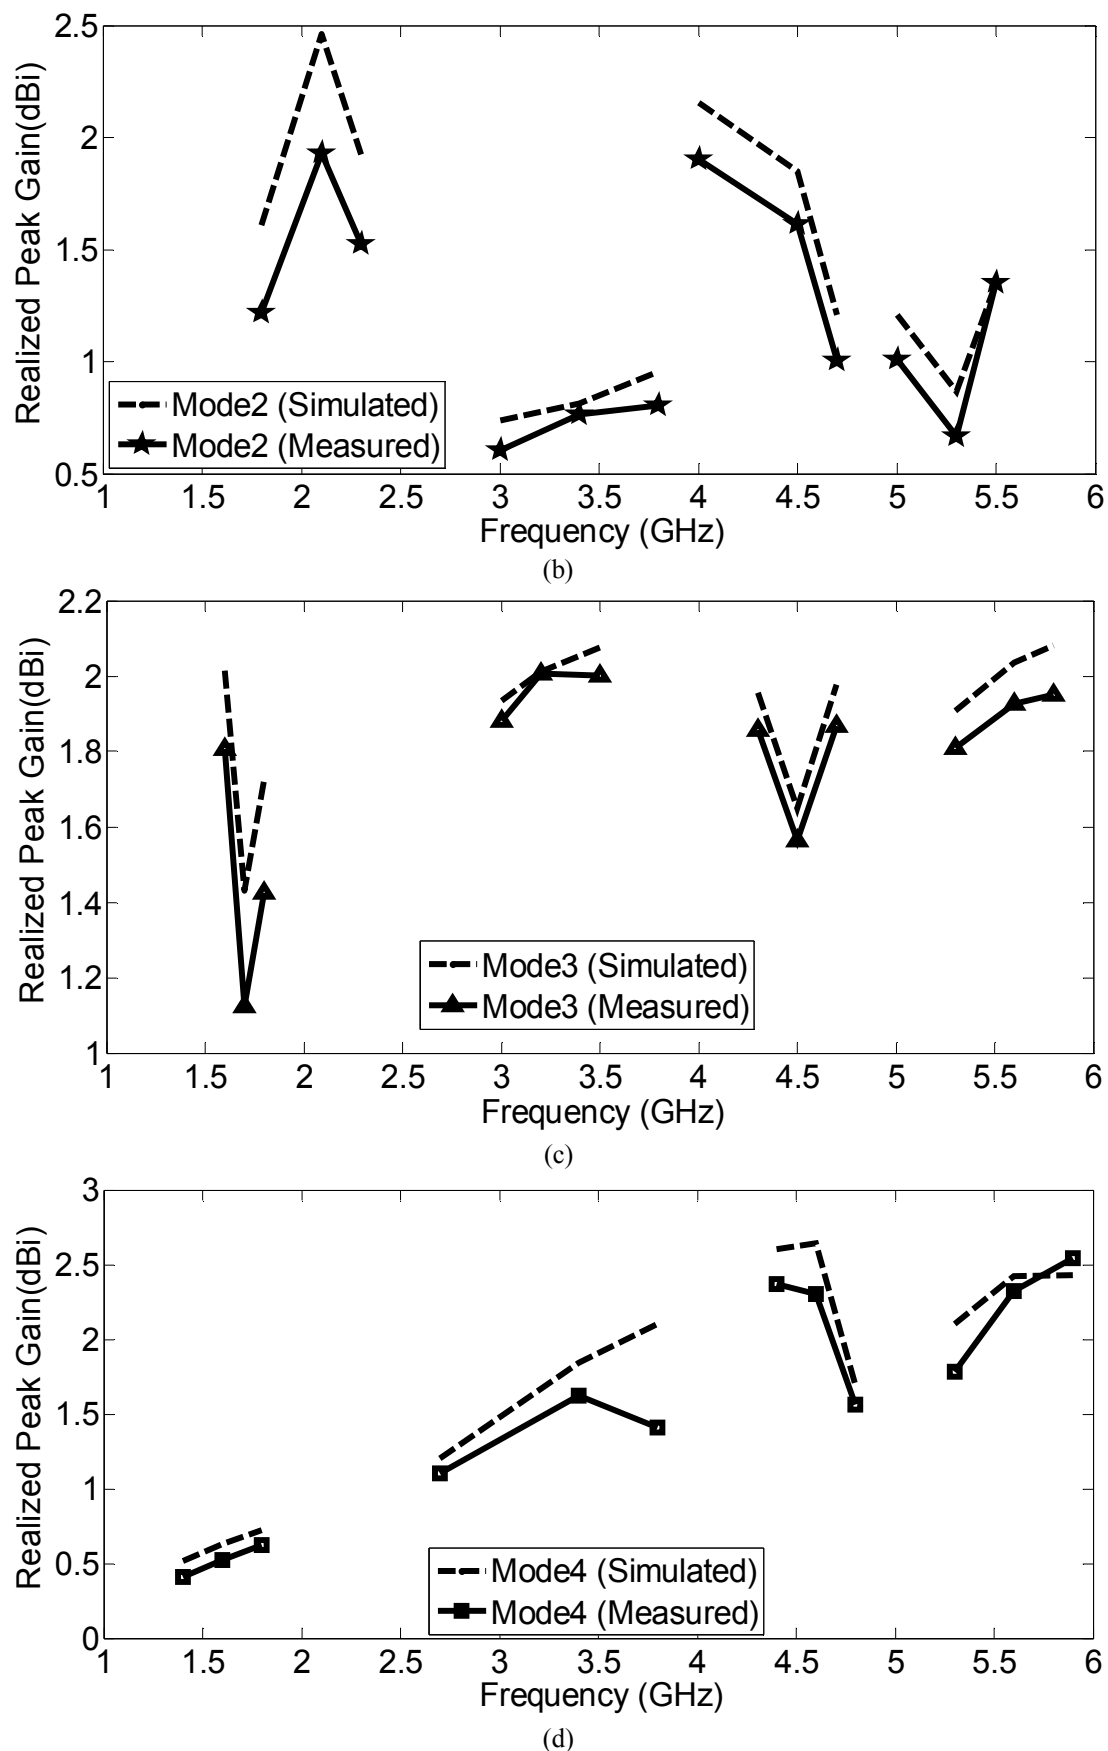 2.5
2
1.5
1
0.5
Realized Peak Gain(dBi)
Mode2 (Simulated)
Mode2 (Measured)
1 1.5 2 2.5 3 3.5 4 4.5 5 5.5 6
Frequency (GHz)
(b)
2.2
2
1.8
1.6
1.4
1.2
1
Realized Peak Gain(dBi)
Mode3 (Simulated)
Mode3 (Measured)
1 1.5 2 2.5 3 3.5 4 4.5 5 5.5 6
Frequency (GHz)
(c)
3
2.5
2
1.5
1
0.5
0
Realized Peak Gain(dBi)
Mode4 (Simulated)
Mode4 (Measured)
1 1.5 2 2.5 3 3.5 4 4.5 5 5.5 6
Frequency (GHz)
(d)